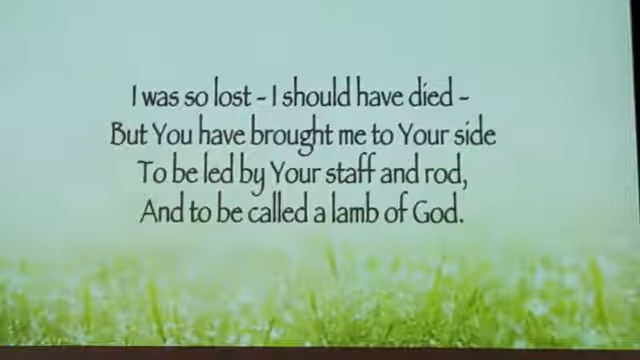 I was so lost - I should have died -
But You have brought me to Your side
To be led by Your staff and rod,
And to be called a lamb of God.